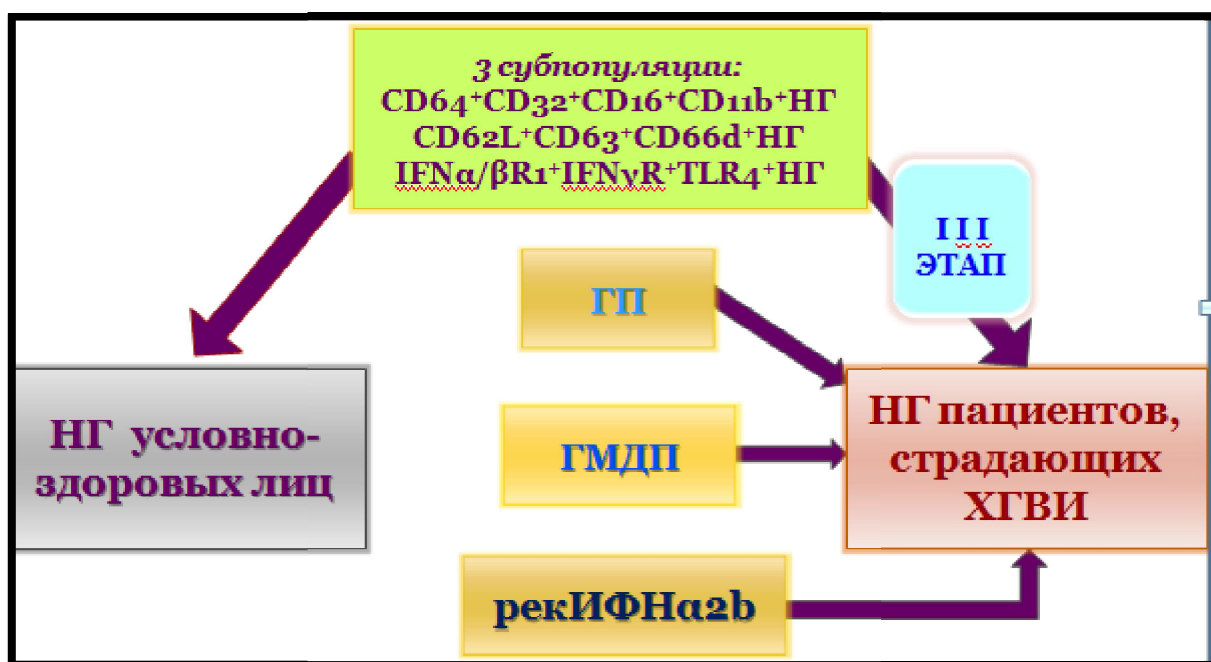 3 субпопуляции:
CD64⁺CD32⁺CD16⁺CD11b⁺НГ
CD62L⁺CD63⁺CD66d⁺НГ
IFNα/βR1⁺IFNγR⁺TLR4⁺НГ
I I I
ЭТАП
ГП
НГ условно-
здоровых лиц
ГМДП
НГ пациентов,
страдающих
ХГВИ
рекИФНα2b